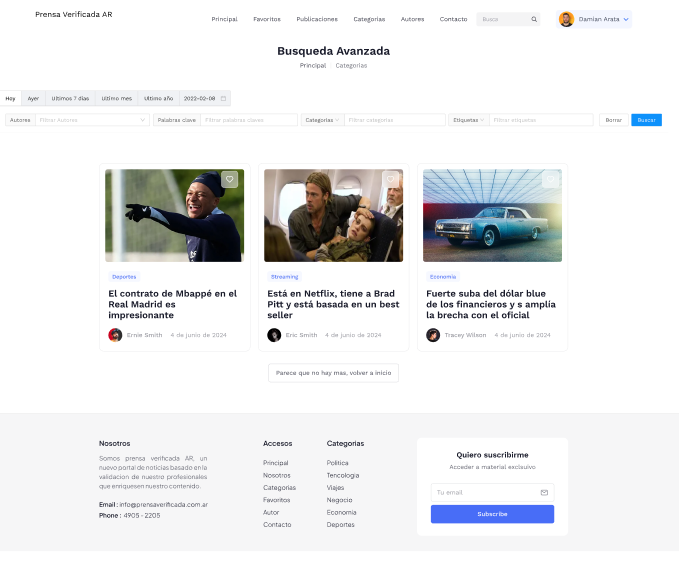 Prensa Verificada AR
Principal Favoritos Publicaciones Categorias Autores Contacto Busca Damian Arata
Busqueda Avanzada
Principal Categorias
Hoy Ayer Ultimos 7 dias Ultimo mes Ultimo año 2022-02-08
Autores Filtrar Autores Palabras clave Filtrar palabras claves Categorias Filtrar categorias Etiquetas Filtrar etiquetas Borrar Buscar
Deportes
El contrato de Mbappé en el
Real Madrid es
impresionante
Ernie Smith 4 de junio de 2024
Streaming
Está en Netflix, tiene a Brad
Pitt y está basada en un best
seller
Eric Smith 4 de junio de 2024
Economia
Fuerte suba del dólar blue
de los financieros y s amplía
la brecha con el oficial
Tracey Wilson 4 de junio de 2024
Parece que no hay mas, volver a inicio
Nosotros
Somos prensa verificada AR, un
nuevo portal de noticias basado en la
validacion de nuestro profesionales
que enriquesen nuestro contenido.
Email : info@prensaverificada.com.ar
Phone : 4905 - 2205
Accesos
Principal
Nosotros
Categorias
Favoritos
Autor
Contacto
Categorias
Politica
Tencologia
Viajes
Nagocio
Economia
Deportes
Quiero suscribirme
Acceder a material exclsuivo
Tu email
Subscribe